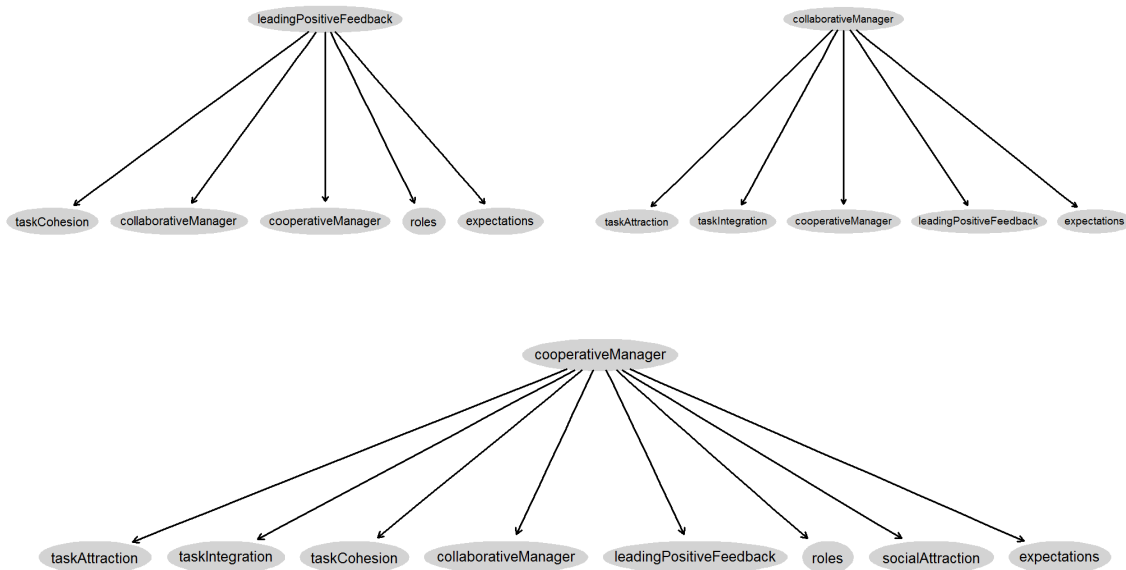 leadingPositiveFeedback
taskCohesion
collaborativeManager
cooperativeManager
roles
expectations
collaborativeManager
taskAttraction
taskIntegration
cooperativeManager
leadingPositiveFeedback
expectations
cooperativeManager
taskAttraction
taskIntegration
taskCohesion
collaborativeManager
leadingPositiveFeedback
roles
socialAttraction
expectations